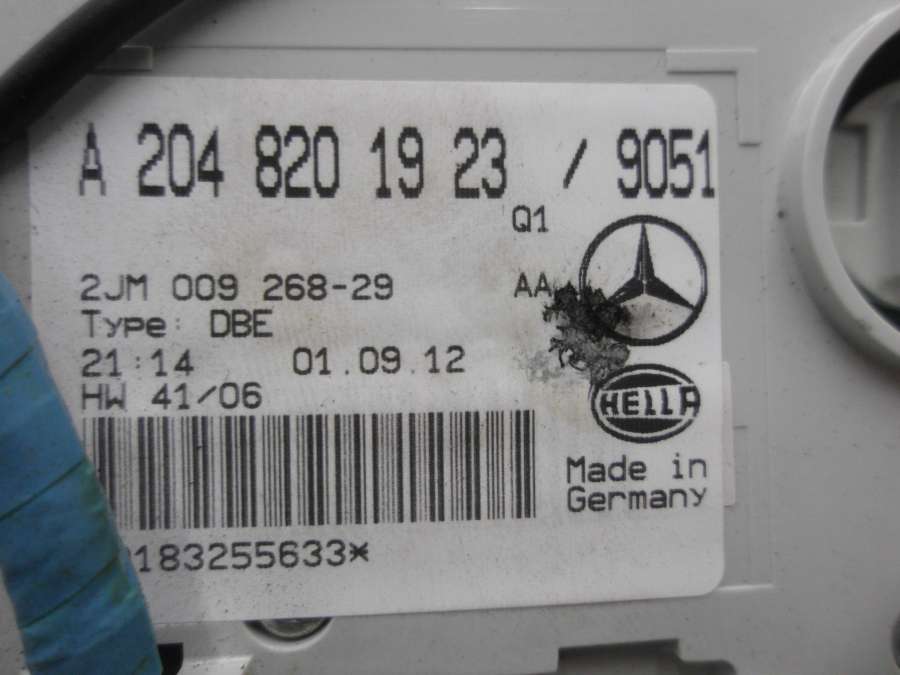 A 204 820 19 23 / 9051
Q1
2JM 009 268-29 AA
Type: DBE
21:14 01.09.12
HW 41/06
HELLA
Made in
Germany
183255633*